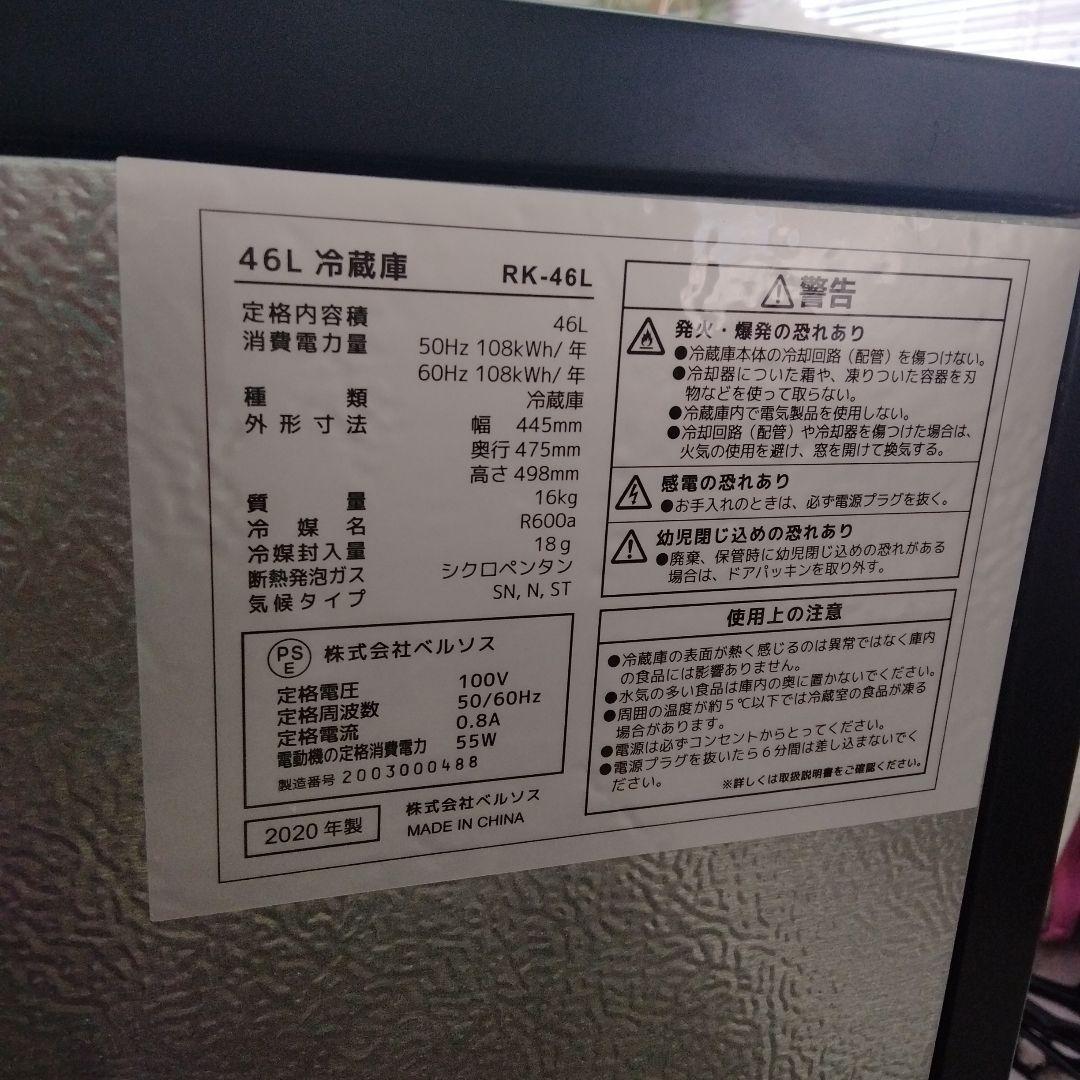 46L 冷蔵庫 RK-46L
定格内容積 46L
消費電力量 50Hz 108kWh/年
60Hz 108kWh/年
種類 冷蔵庫
外形寸法 幅 445mm
奥行 475mm
高さ 498mm
質量 16kg
冷媒名 R600a
冷媒封入量 18g
断熱発泡ガス シクロペンタン
気候タイプ SN, N, ST
PSE 株式会社ベルソス
定格電圧 100V
定格周波数 50/60Hz
定格電流 0.8A
電動機の定格消費電力 55W
製造番号 2003000488
2020年製
株式会社ベルソス
MADE IN CHINA
警告
発火・爆発の恐れあり
●冷蔵庫本体の冷却回路（配管）を傷つけない。
●冷却器についた霜や、凍りついた容器を刃
物などを使って取らない。
●冷蔵庫内で電気製品を使用しない。
●冷却回路（配管）や冷却器を傷つけた場合は、
火気の使用を避け、窓を開けて換気する。
感電の恐れあり
●お手入れのときは、必ず電源プラグを抜く。
幼児閉じ込めの恐れあり
●廃棄、保管時に幼児閉じ込めの恐れがある
場合は、ドアパッキンを取り外す。
使用上の注意
●冷蔵庫の表面が熱く感じるのは異常ではなく庫内
の食品には影響ありません。
●水気の多い食品は庫内の奥に置かないでください。
●周囲の温度が約5℃以下では冷蔵室の食品が凍る
場合があります。
●電源は必ずコンセントからとってください。
●電源プラグを抜いたら6分間は差し込まないでく
ださい。
※詳しくは取扱説明書をご確認ください。